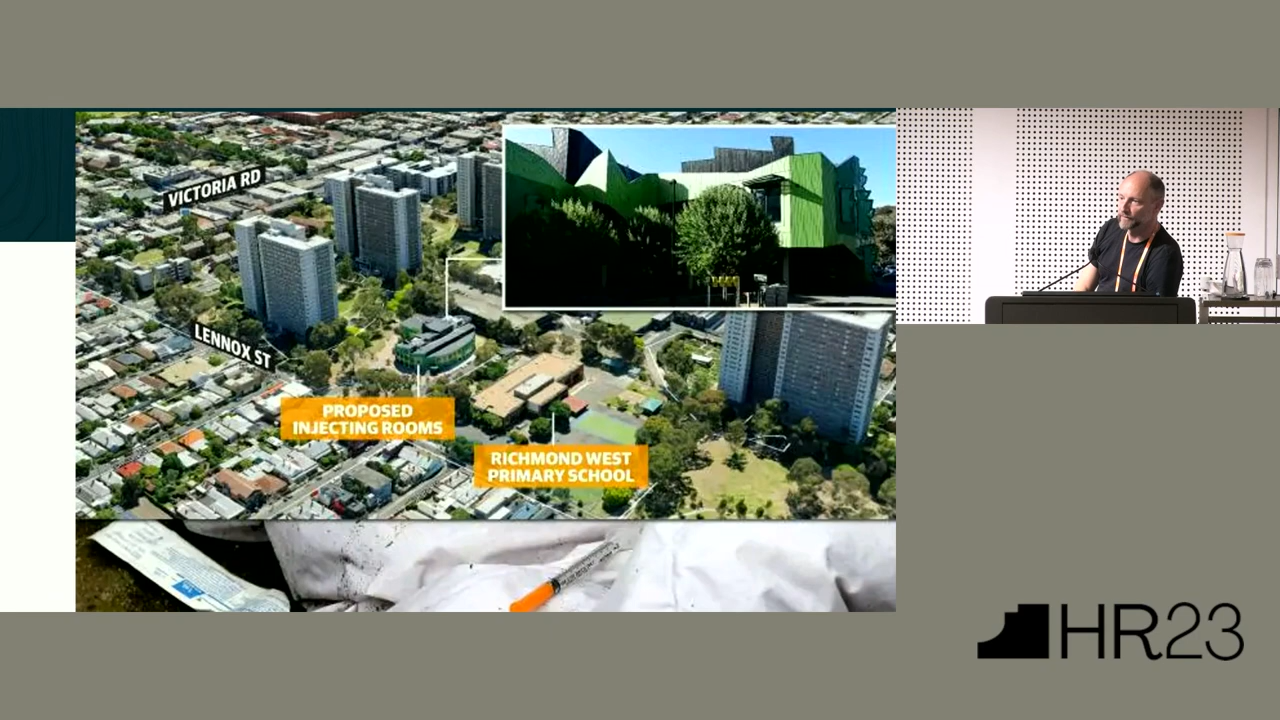 VICTORIA RD
LENNOX ST
PROPOSED
INJECTING ROOMS
RICHMOND WEST
PRIMARY SCHOOL
HR23